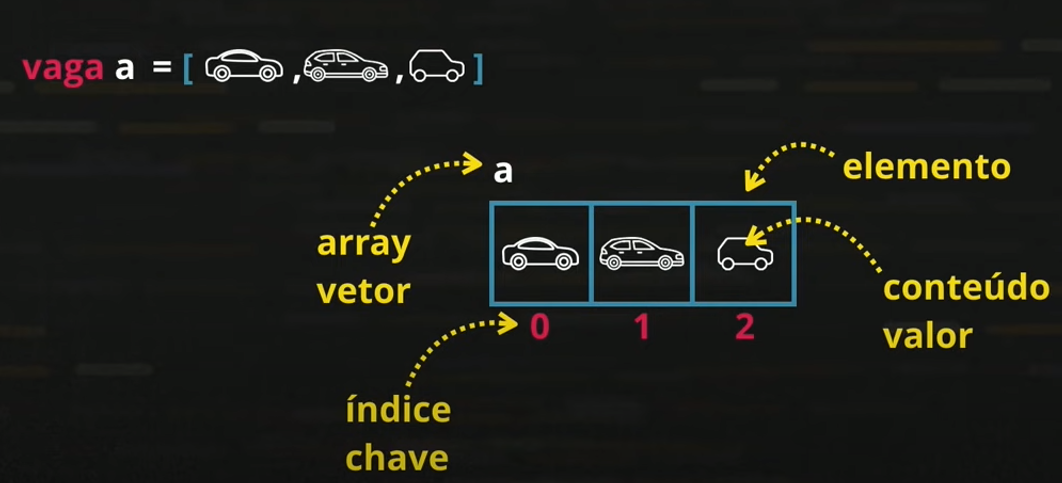 vaga a = [ , , ]
a
elemento
array
vetor
conteúdo
valor
0 1 2
índice
chave